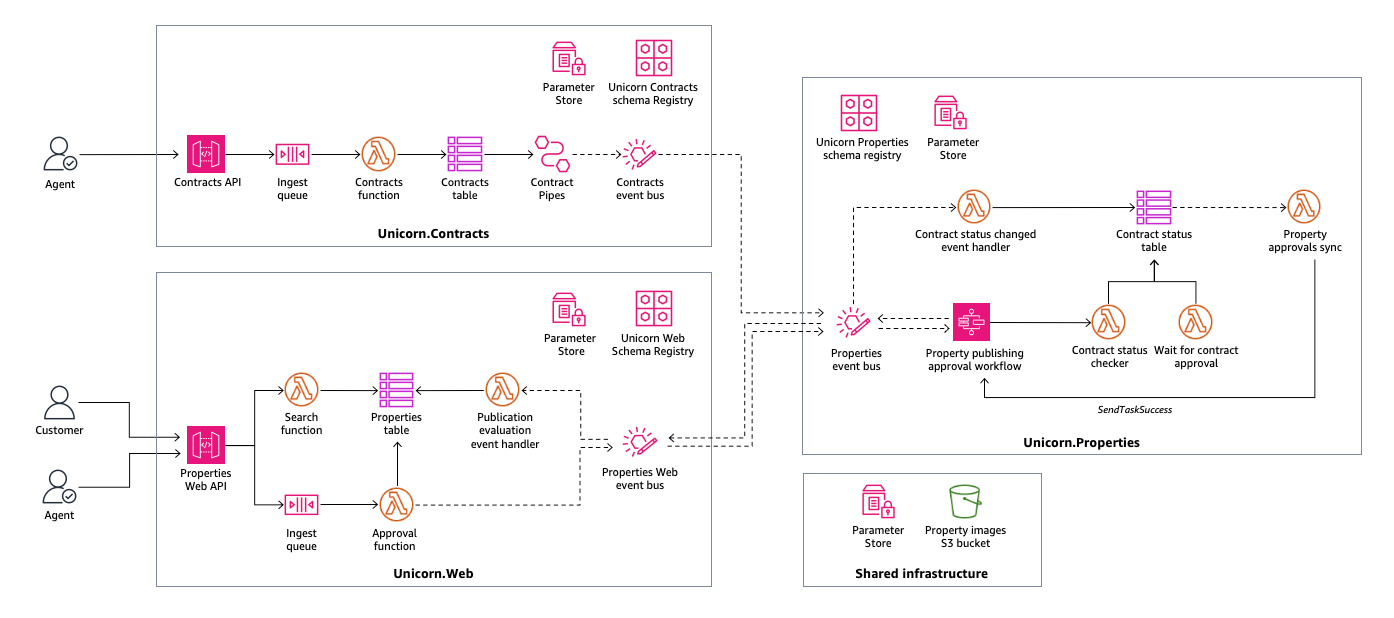 Parameter
Store
Unicorn Contracts
schema Registry
Agent
Contracts API
Ingest
queue
Contracts
function
Contracts
table
Contract
Pipes
Contracts
event bus
Unicorn.Contracts
Parameter
Store
Unicorn Web
Schema Registry
Customer
Agent
Properties
Web API
Search
function
Properties
table
Publication
evaluation
event handler
Properties Web
event bus
Ingest
queue
Approval
function
Unicorn.Web
Unicorn Properties
schema registry
Parameter
Store
Contract status changed
event handler
Contract status
table
Property
approvals sync
Properties
event bus
Property publishing
approval workflow
Contract status
checker
Wait for contract
approval
SendTaskSuccess
Unicorn.Properties
Parameter
Store
Property images
S3 bucket
Shared infrastructure